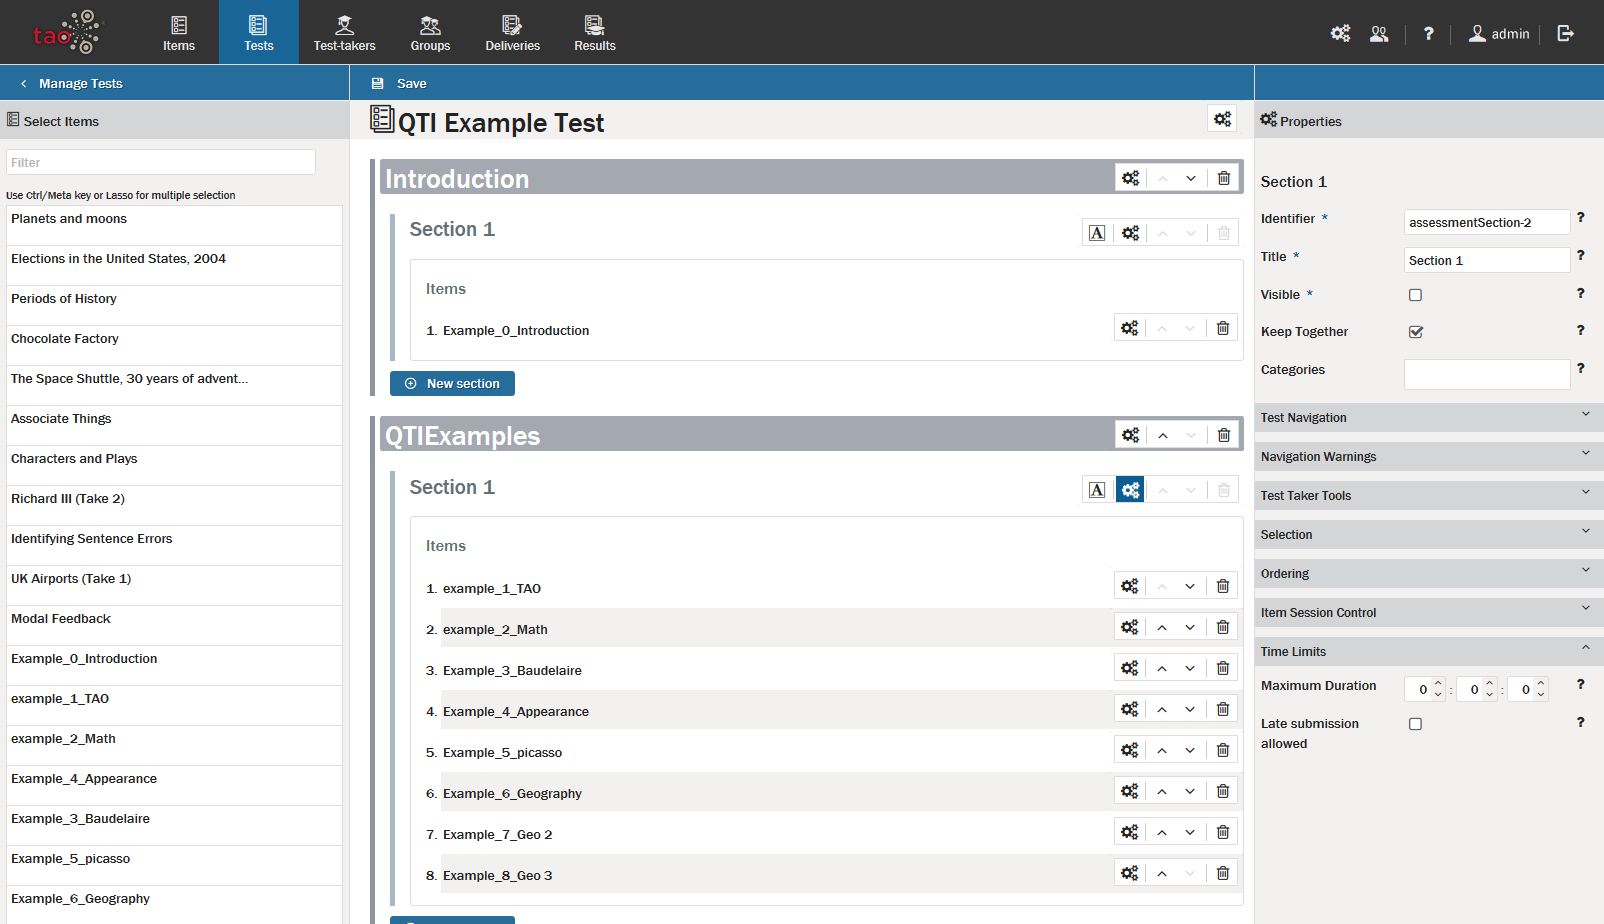 tao
Items
Tests
Test-takers
Groups
Deliveries
Results
?
admin
Manage Tests
Save
Select Items
Filter
Use Ctrl/Meta key or Lasso for multiple selection
Planets and moons
Elections in the United States, 2004
Periods of History
Chocolate Factory
The Space Shuttle, 30 years of advent...
Associate Things
Characters and Plays
Richard III (Take 2)
Identifying Sentence Errors
UK Airports (Take 1)
Modal Feedback
Example_0_Introduction
example_1_TAO
example_2_Math
Example_4_Appearance
Example_3_Baudelaire
Example_5_picasso
Example_6_Geography
QTI Example Test
Introduction
Section 1
A
Items
1. Example_0_Introduction
New section
QTIExamples
Section 1
A
Items
1. example_1_TAO
2. example_2_Math
3. Example_3_Baudelaire
4. Example_4_Appearance
5. Example_5_picasso
6. Example_6_Geography
7. Example_7_Geo 2
8. Example_8_Geo 3
Properties
Section 1
Identifier * assessmentSection-2 ?
Title * Section 1 ?
Visible * ?
Keep Together ?
Categories ?
Test Navigation
Navigation Warnings
Test Taker Tools
Selection
Ordering
Item Session Control
Time Limits
Maximum Duration 0 : 0 : 0 ?
Late submission ?
allowed